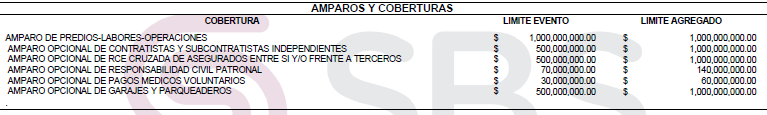 AMPAROS Y COBERTURAS
COBERTURA LIMITE EVENTO LIMITE AGREGADO
AMPARO DE PREDIOS-LABORES-OPERACIONES $ 1,000,000,000.00 $ 1,000,000,000.00
AMPARO OPCIONAL DE CONTRATISTAS Y SUBCONTRATISTAS INDEPENDIENTES $ 500,000,000.00 $ 1,000,000,000.00
AMPARO OPCIONAL DE RCE CRUZADA DE ASEGURADOS ENTRE SI Y/O FRENTE A TERCEROS $ 500,000,000.00 $ 1,000,000,000.00
AMPARO OPCIONAL DE RESPONSABILIDAD CIVIL PATRONAL $ 70,000,000.00 $ 140,000,000.00
AMPARO OPCIONAL DE PAGOS MEDICOS VOLUNTARIOS $ 30,000,000.00 $ 60,000,000.00
AMPARO OPCIONAL DE GARAJES Y PARQUEADEROS $ 500,000,000.00 $ 1,000,000,000.00
.
SBS